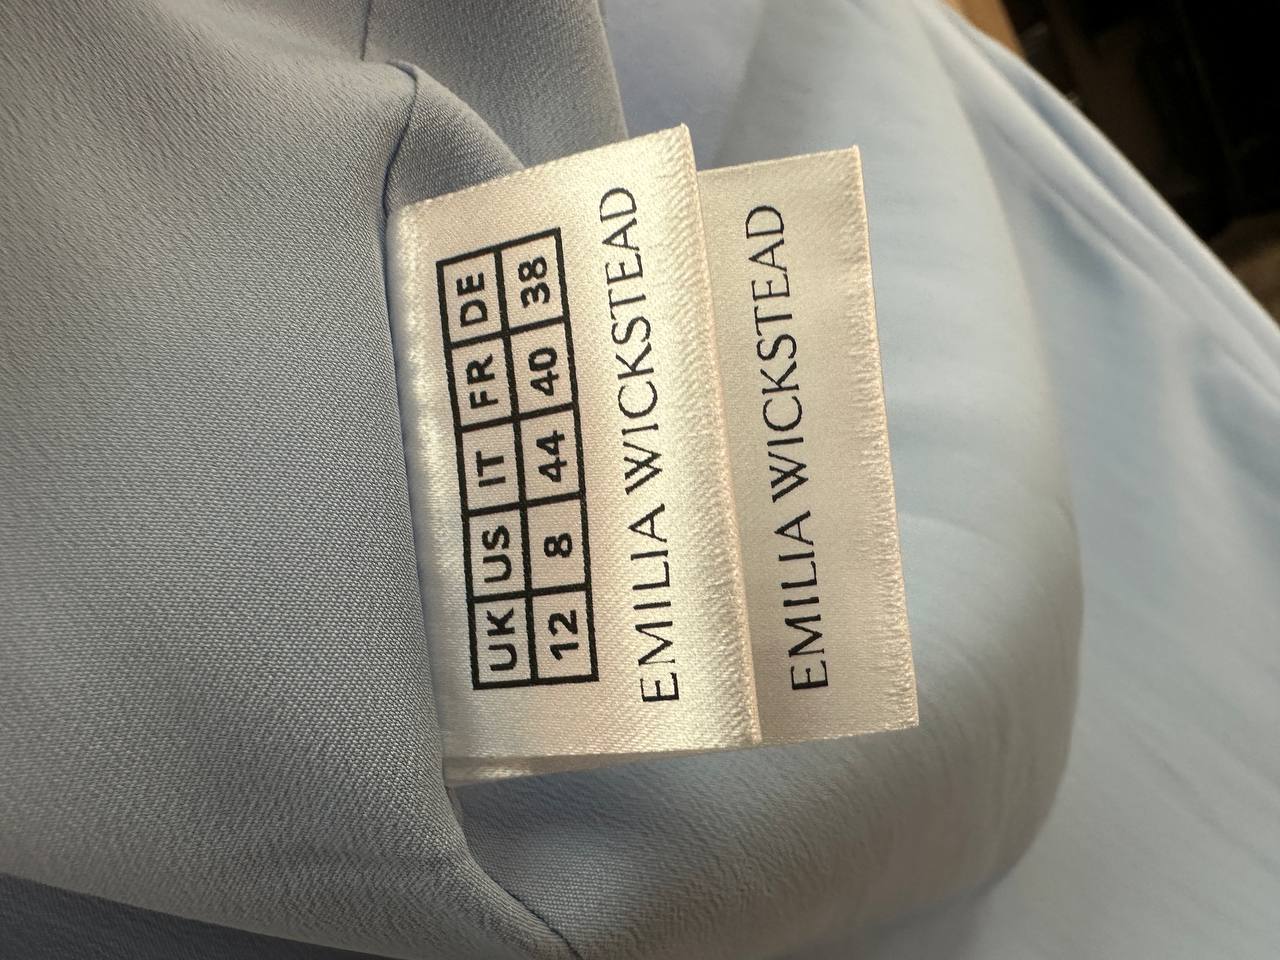 UK US IT FR DE
12 8 44 40 38
EMILIA WICKSTEAD
EMILIA WICKSTEAD